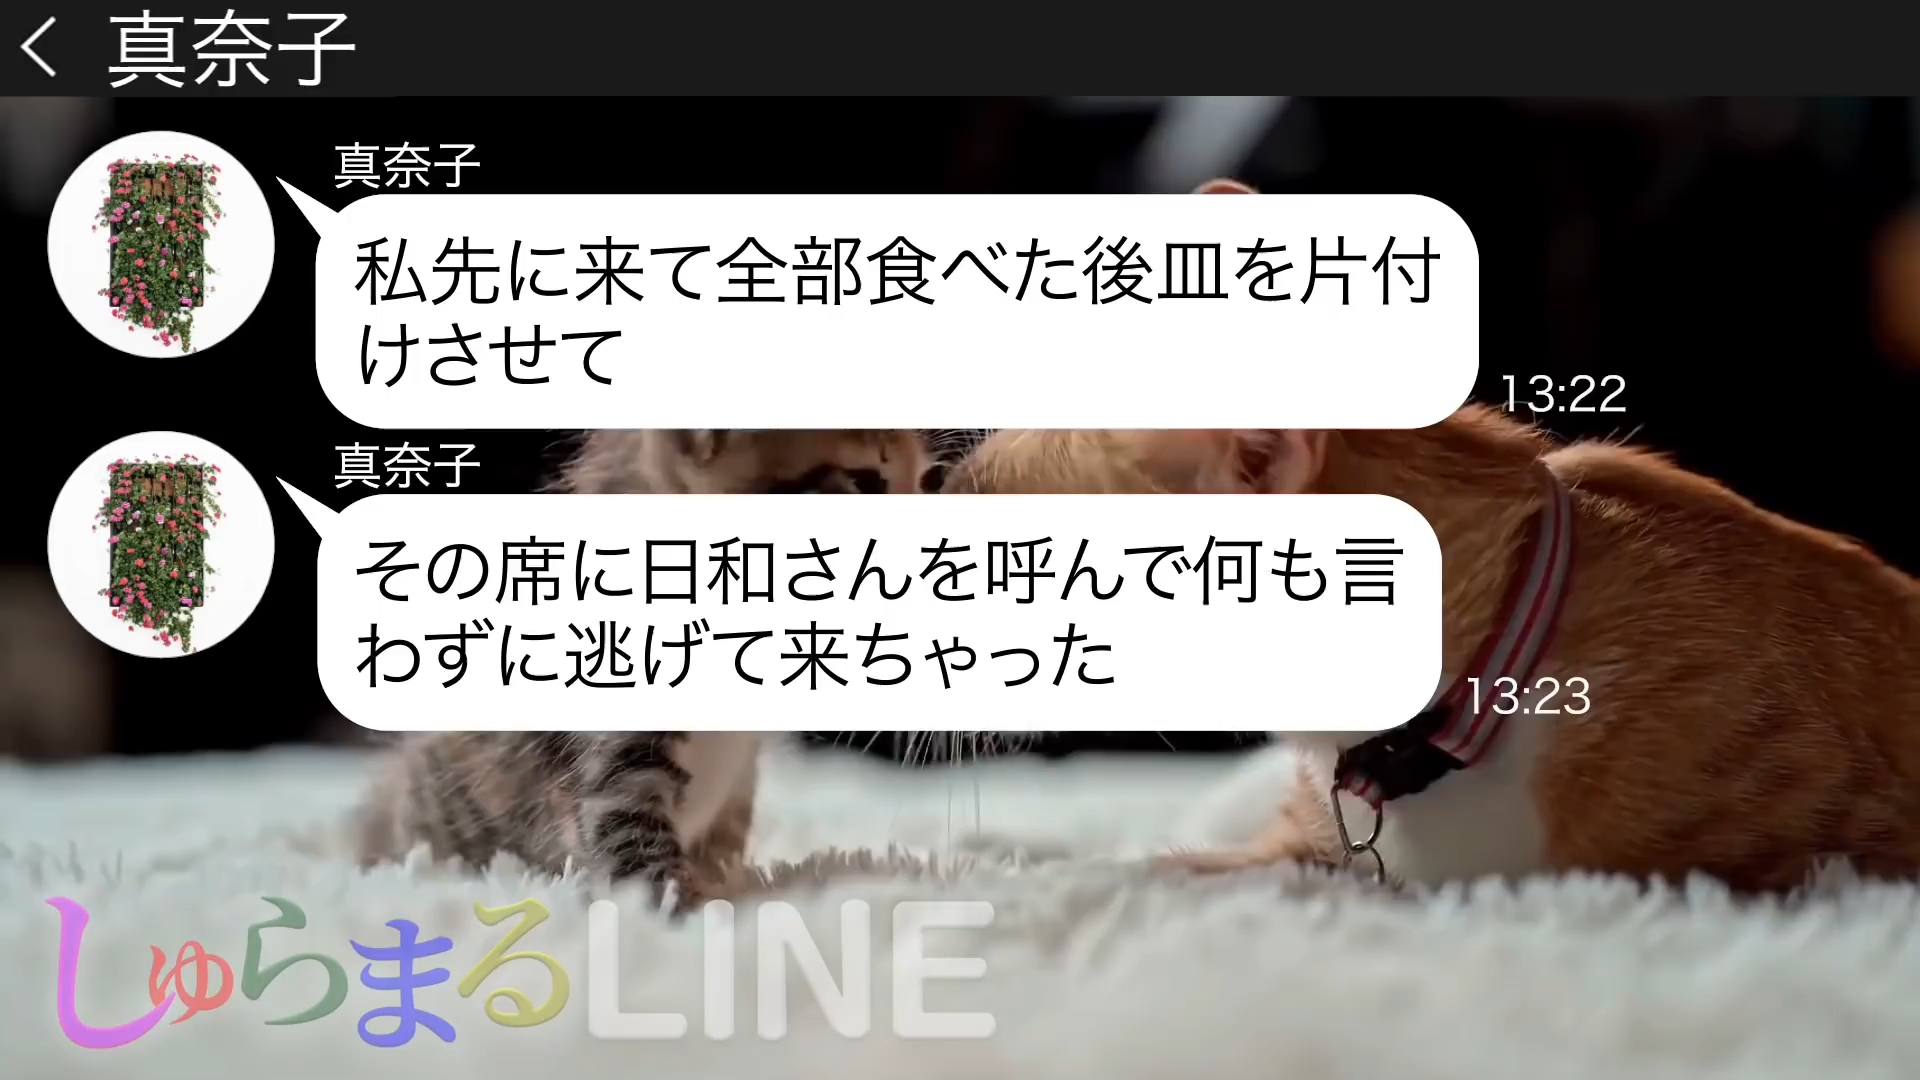 真奈子
真奈子
私先に来て全部食べた後皿を片付
けさせて
13:22
真奈子
その席に日和さんを呼んで何も言
わずに逃げて来ちゃった
13:23
しゅらまるLINE